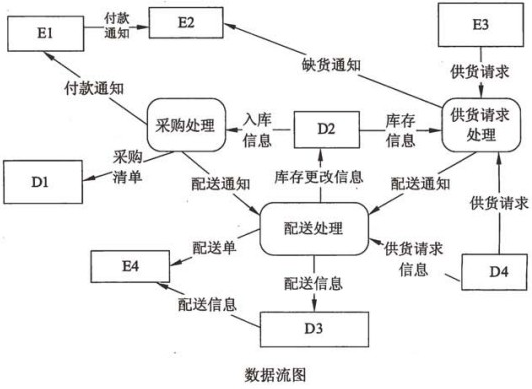 E1
付款
通知
E2
E3
付款通知
缺货通知
供货请求
采购处理
入库
信息
D2
库存
信息
供货请求
处理
D1
采购
清单
配送通知
库存更改信息
配送通知
供货请求
配送处理
E4
配送单
供货请求
信息
D4
配送信息
配送信息
D3
数据流图